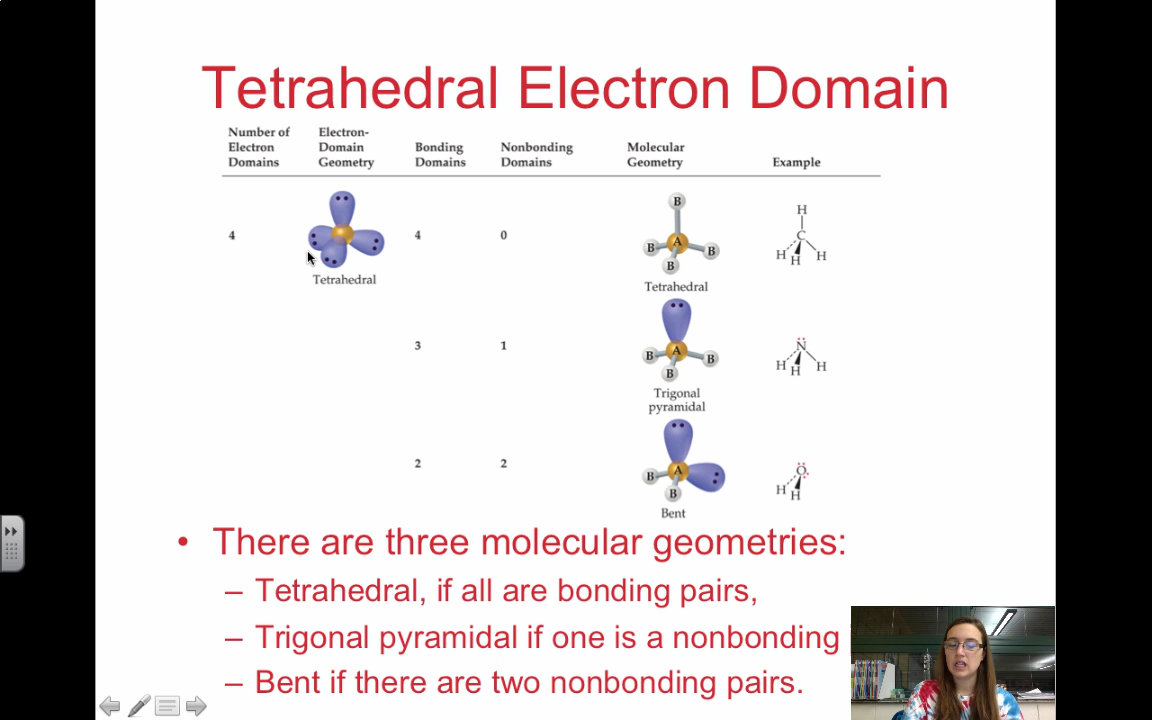 Tetrahedral Electron Domain
Number of Electron Domains
Electron-Domain Geometry
Bonding Domains
Nonbonding Domains
Molecular Geometry
Example
4
Tetrahedral
4
0
B
A
B
B
B
Tetrahedral
H
C
H
H
H
3
1
A
B
B
B
Trigonal
pyramidal
N
H
H
H
2
2
A
B
B
Bent
O
H
H
• There are three molecular geometries:
– Tetrahedral, if all are bonding pairs,
– Trigonal pyramidal if one is a nonbonding
– Bent if there are two nonbonding pairs.